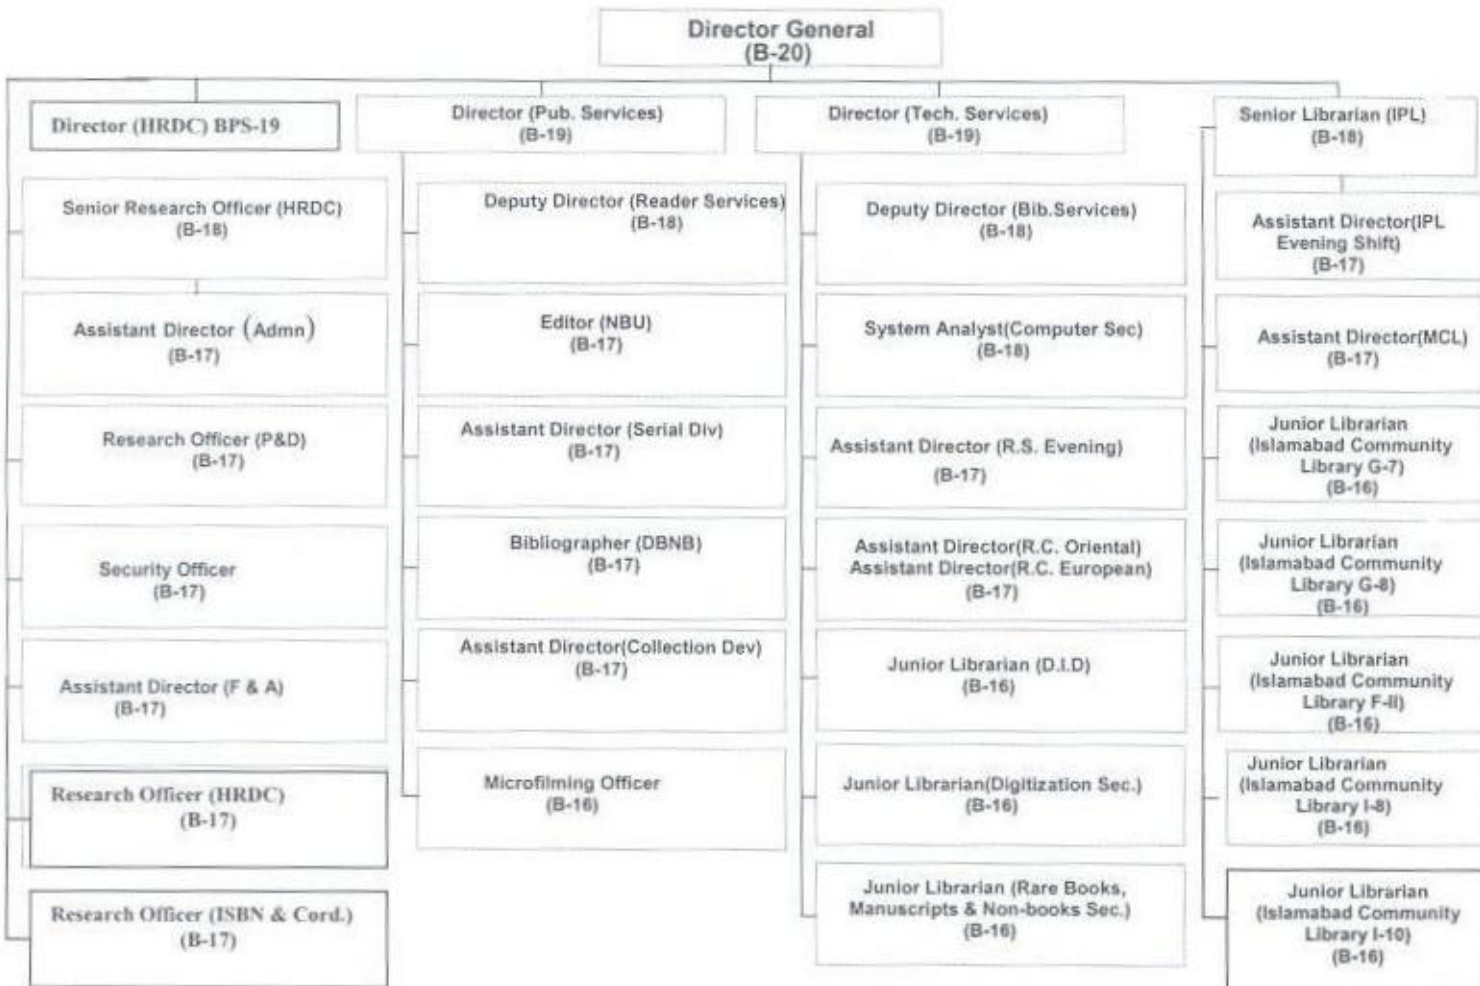 Director General
(B-20)
Director (HRDC) BPS-19
Senior Research Officer (HRDC)
(B-18)
Assistant Director (Admn)
(B-17)
Research Officer (P&D)
(B-17)
Security Officer
(B-17)
Assistant Director (F & A)
(B-17)
Research Officer (HRDC)
(B-17)
Research Officer (ISBN & Cord.)
(B-17)
Director (Pub. Services)
(B-19)
Deputy Director (Reader Services)
(B-18)
Editor (NBU)
(B-17)
Assistant Director (Serial Div)
(B-17)
Bibliographer (DBNB)
(B-17)
Assistant Director(Collection Dev)
(B-17)
Microfilming Officer
(B-16)
Director (Tech. Services)
(B-19)
Deputy Director (Bib.Services)
(B-18)
System Analyst(Computer Sec)
(B-18)
Assistant Director (R.S. Evening)
(B-17)
Assistant Director(R.C. Oriental)
Assistant Director(R.C. European)
(B-17)
Junior Librarian (D.I.D)
(B-16)
Junior Librarian(Digitization Sec.)
(B-16)
Junior Librarian (Rare Books,
Manuscripts & Non-books Sec.)
(B-16)
Senior Librarian (IPL)
(B-18)
Assistant Director(IPL
Evening Shift)
(B-17)
Assistant Director(MCL)
(B-17)
Junior Librarian
(Islamabad Community
Library G-7)
(B-16)
Junior Librarian
(Islamabad Community
Library G-8)
(B-16)
Junior Librarian
(Islamabad Community
Library F-II)
(B-16)
Junior Librarian
(Islamabad Community
Library I-8)
(B-16)
Junior Librarian
(Islamabad Community
Library I-10)
(B-16)